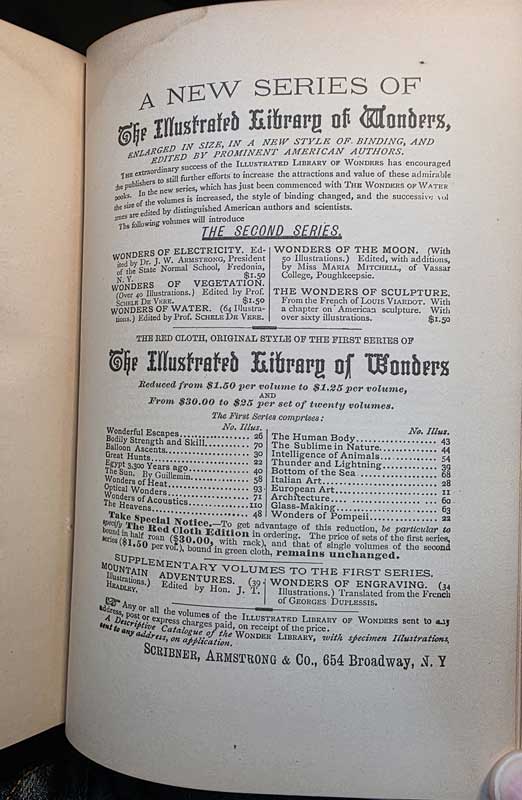 A NEW SERIES OF
The Illustrated Library of Wonders,
ENLARGED IN SIZE, IN A NEW STYLE OF BINDING, AND
EDITED BY PROMINENT AMERICAN AUTHORS.
THE extraordinary success of the ILLUSTRATED LIBRARY OF WONDERS has encouraged
the publishers to still further efforts to increase the attractions and value of these admirable
books. In the new series, which has just been commenced with THE WONDERS OF WATER
the size of the volumes is increased, the style of binding changed, and the successive vol
umes are edited by distinguished American authors and scientists.
The following volumes will introduce
THE SECOND SERIES.
WONDERS OF ELECTRICITY. Ed-
ited by Dr. J. W. ARMSTRONG, President
of the State Normal School, Fredonia,
N. Y. $1.50
WONDERS OF VEGETATION.
(Over 40 Illustrations.) Edited by Prof.
SCHELE DE VERE. $1.50
WONDERS OF WATER. (64 Illustra-
tions.) Edited by Prof. SCHELE DE VERE.
WONDERS OF THE MOON. (With
50 Illustrations.) Edited, with additions,
by Miss MARIA MITCHELL, of Vassar
College, Poughkeepsie.
THE WONDERS OF SCULPTURE.
From the French of LOUIS VIARDOT. With
a chapter on American sculpture. With
over sixty illustrations. $1.50
THE RED CLOTH, ORIGINAL STYLE OF THE FIRST SERIES OF
The Illustrated Library of Wonders
Reduced from $1.50 per volume to $1.25 per volume,
AND
From $30.00 to $25 per set of twenty volumes.
The First Series comprises:
No. Illus.
Wonderful Escapes 26
Bodily Strength and Skill 70
Balloon Ascents 30
Great Hunts 22
Egypt 3,300 Years ago 40
The Sun. By Guillemin 58
Wonders of Heat 93
Optical Wonders 71
Wonders of Acoustics 110
The Heavens 48
No. Illus.
The Human Body 43
The Sublime in Nature 44
Intelligence of Animals 54
Thunder and Lightning 39
Bottom of the Sea 68
Italian Art 28
European Art 11
Architecture 60
Glass-Making 63
Wonders of Pompeii 22
Take Special Notice.—To get advantage of this reduction, be particular to
specify The Red Cloth Edition in ordering. The price of sets of the first series,
bound in half roan ($30.00, with rack), and that of single volumes of the second
series ($1.50 per vol.), bound in green cloth, remains unchanged.
SUPPLEMENTARY VOLUMES TO THE FIRST SERIES.
MOUNTAIN ADVENTURES. (39
Illustrations.) Edited by Hon. J. T.
HEADLEY.
WONDERS OF ENGRAVING. (34
Illustrations.) Translated from the French
of GEORGES DUPLESSIS.
☞ Any or all the volumes of the ILLUSTRATED LIBRARY OF WONDERS sent to any
address, post or express charges paid, on receipt of the price.
A Descriptive Catalogue of the WONDER LIBRARY, with specimen Illustrations,
sent to any address, on application.
SCRIBNER, ARMSTRONG & CO., 654 Broadway, N. Y